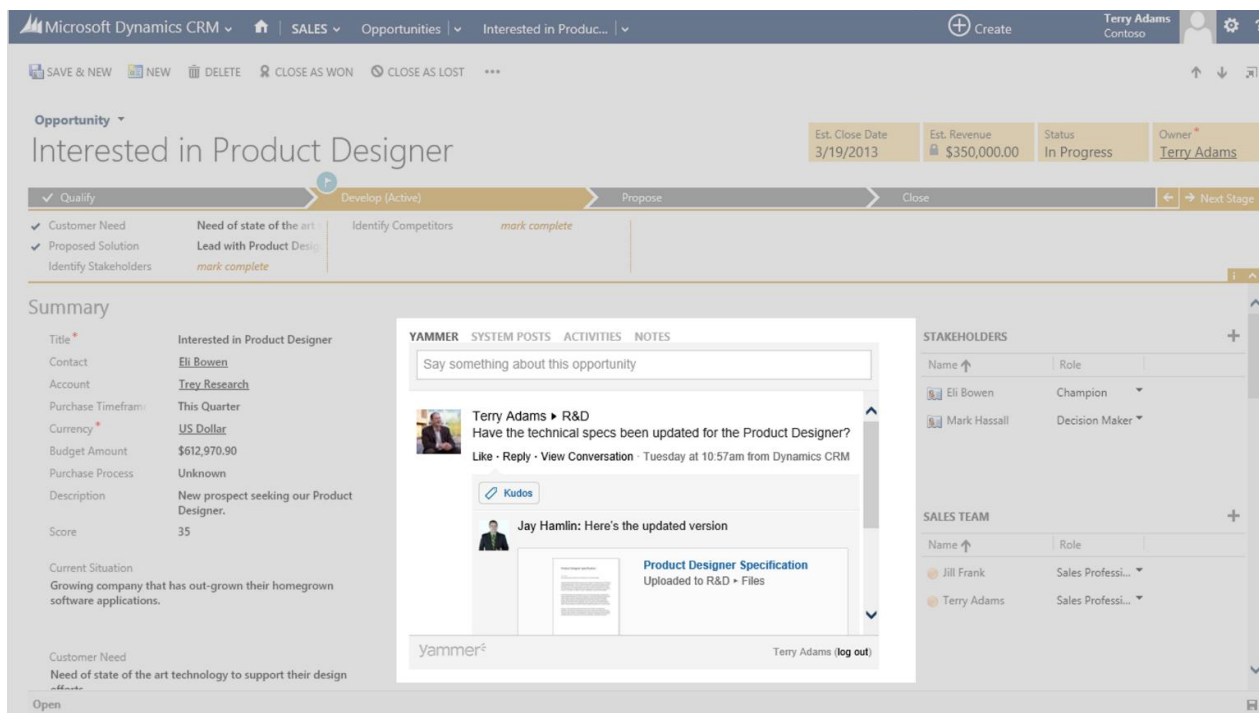 Microsoft Dynamics CRM SALES Opportunities Interested in Produc... Create Terry Adams
Contoso
SAVE & NEW NEW DELETE CLOSE AS WON CLOSE AS LOST •••
Opportunity
Interested in Product Designer
Est. Close Date Est. Revenue Status Owner*
3/19/2013 $350,000.00 In Progress Terry Adams
Qualify Develop (Active) Propose Close Next Stage
Customer Need Need of state of the art Identify Competitors mark complete
Proposed Solution Lead with Product Desig
Identify Stakeholders mark complete
Summary
Title* Interested in Product Designer
Contact Eli Bowen
Account Trey Research
Purchase Timefram This Quarter
Currency* US Dollar
Budget Amount $612,970.90
Purchase Process Unknown
Description New prospect seeking our Product
Designer.
Score 35
Current Situation
Growing company that has out-grown their homegrown
software applications.
Customer Need
Need of state of the art technology to support their design
efforts
YAMMER SYSTEM POSTS ACTIVITIES NOTES
Say something about this opportunity
Terry Adams ▸ R&D
Have the technical specs been updated for the Product Designer?
Like · Reply · View Conversation · Tuesday at 10:57am from Dynamics CRM
Kudos
Jay Hamlin: Here's the updated version
Product Designer Specification
Uploaded to R&D ▸ Files
yammer Terry Adams (log out)
STAKEHOLDERS
Name Role
Eli Bowen Champion
Mark Hassall Decision Maker
SALES TEAM
Name Role
Jill Frank Sales Professi...
Terry Adams Sales Professi...
Open